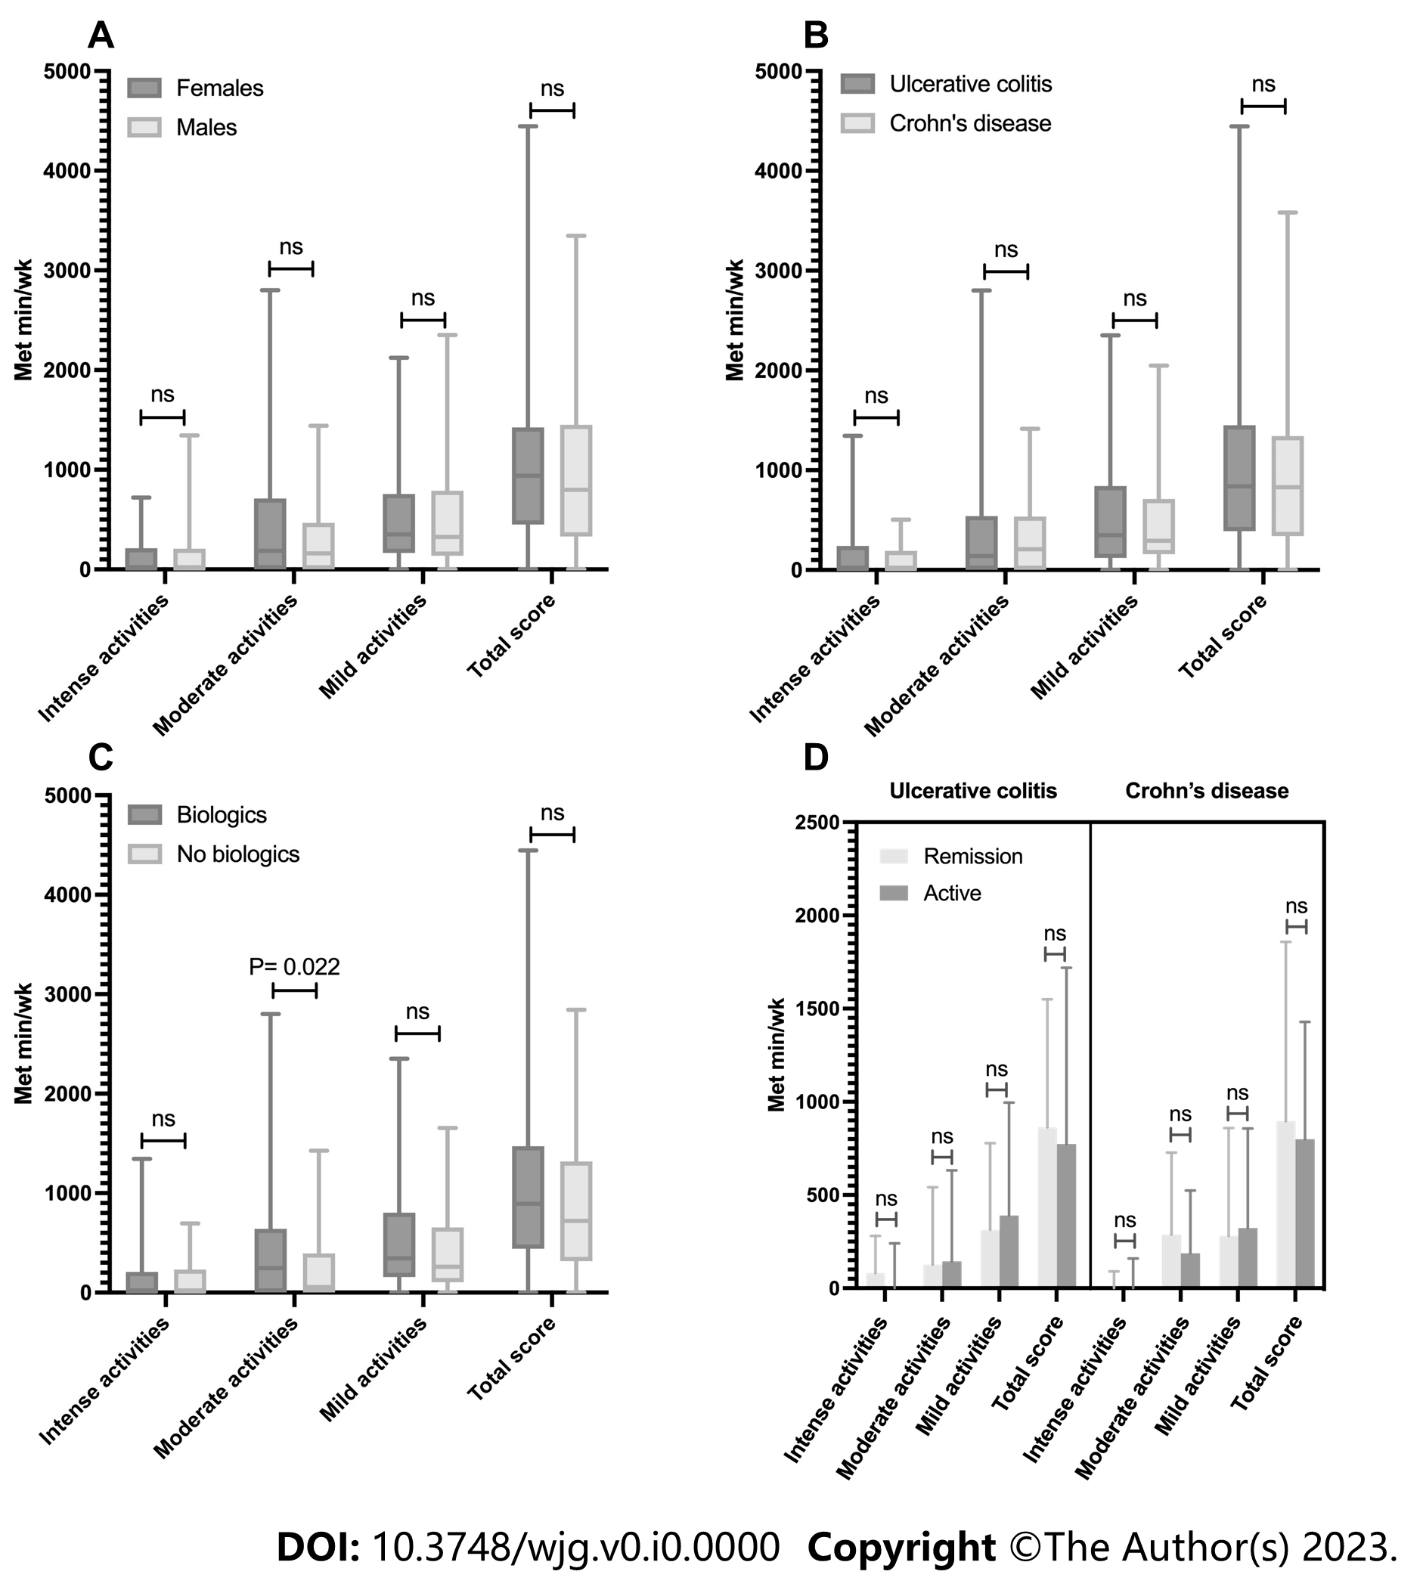 A
Females
Males
Met min/wk
5000
4000
3000
2000
1000
0
ns
ns
ns
ns
Intense activities
Moderate activities
Mild activities
Total score
B
Ulcerative colitis
Crohn's disease
Met min/wk
5000
4000
3000
2000
1000
0
ns
ns
ns
ns
Intense activities
Moderate activities
Mild activities
Total score
C
Biologics
No biologics
Met min/wk
5000
4000
3000
2000
1000
0
ns
P= 0.022
ns
ns
Intense activities
Moderate activities
Mild activities
Total score
D
Ulcerative colitis
Crohn’s disease
Remission
Active
Met min/wk
2500
2000
1500
1000
500
0
ns
ns
ns
ns
ns
ns
ns
ns
Intense activities
Moderate activities
Mild activities
Total score
Intense activities
Moderate activities
Mild activities
Total score
DOI: 10.3748/wjg.v0.i0.0000 Copyright ©The Author(s) 2023.